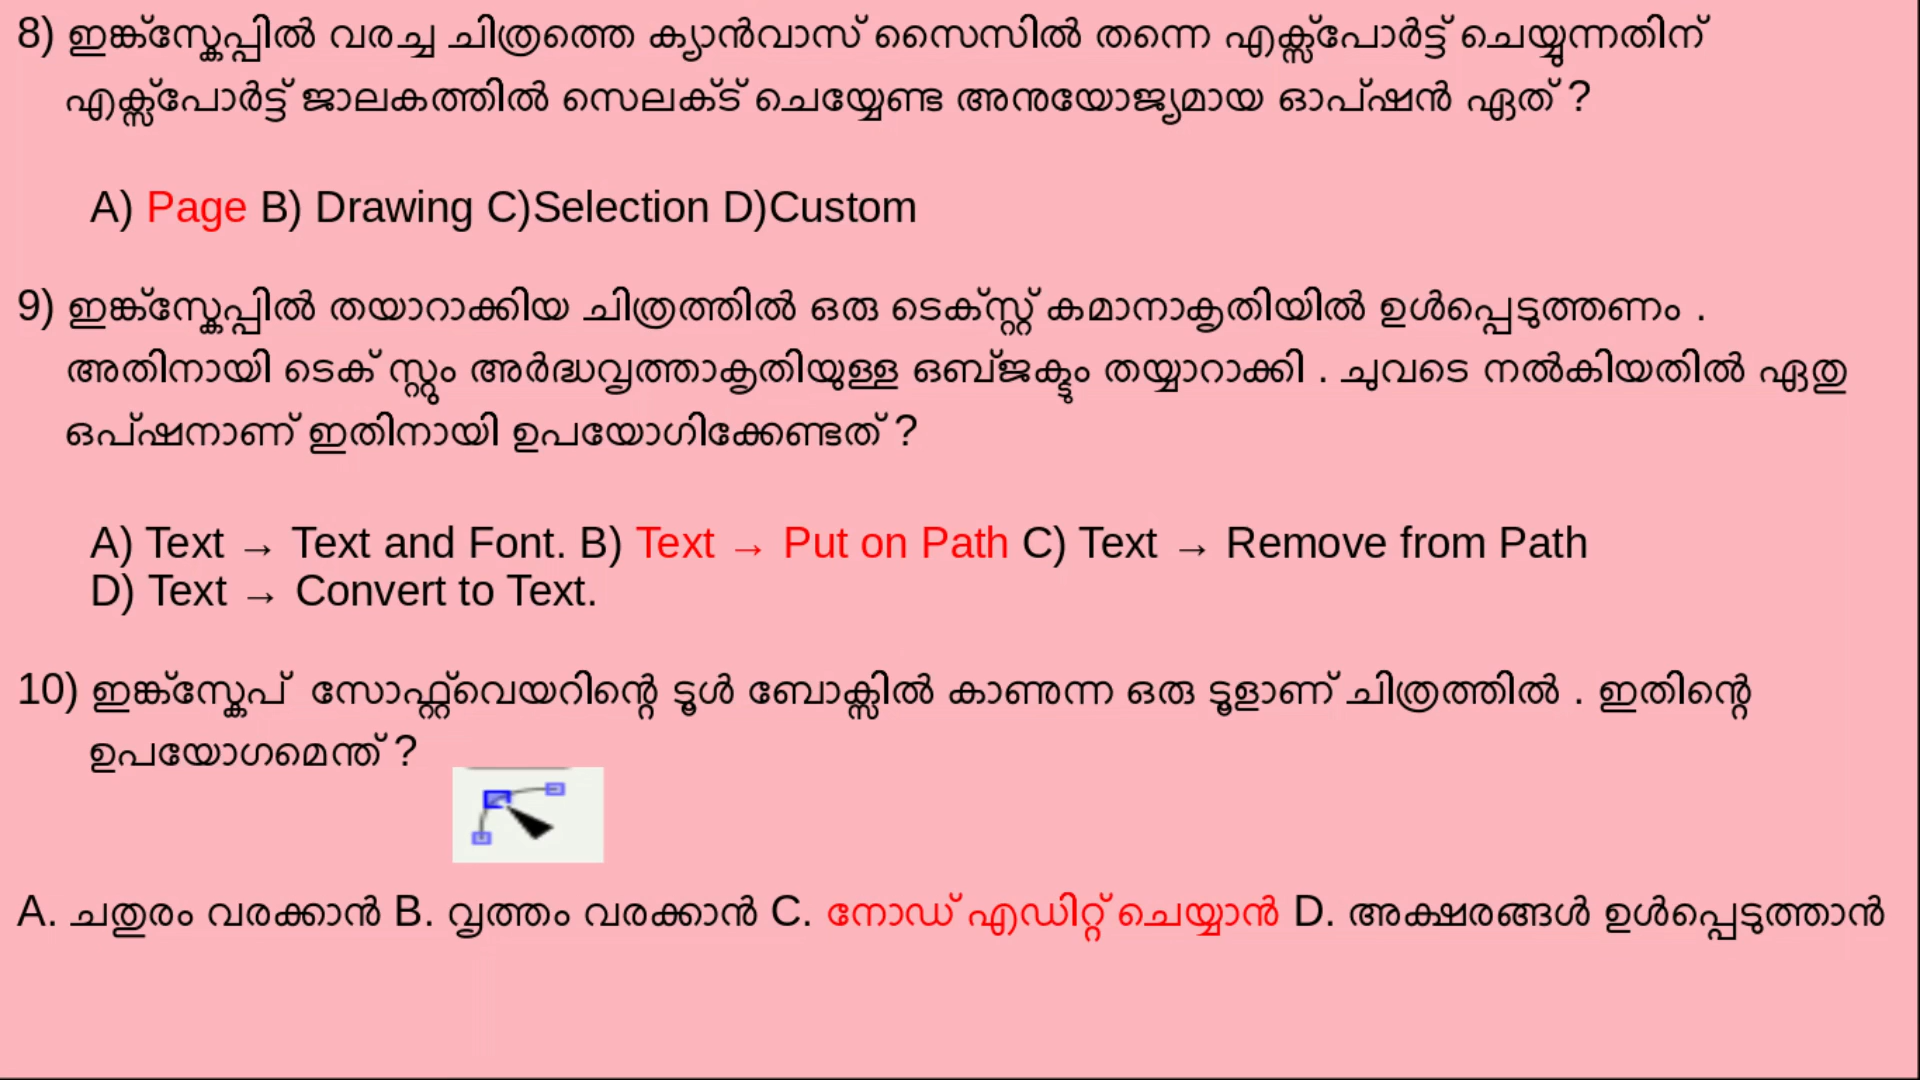 8) ഇങ്ക്സ്കേപ്പിൽ വരച്ച ചിത്രത്തെ ക്യാൻവാസ് സൈസിൽ തന്നെ എക്സ്പോർട്ട് ചെയ്യുന്നതിന്
എക്സ്പോർട്ട് ജാലകത്തിൽ സെലക്ട് ചെയ്യേണ്ട അനുയോജ്യമായ ഓപ്ഷൻ ഏത് ?
A) Page B) Drawing C)Selection D)Custom
9) ഇങ്ക്സ്കേപ്പിൽ തയാറാക്കിയ ചിത്രത്തിൽ ഒരു ടെക്സ്റ്റ് കമാനാകൃതിയിൽ ഉൾപ്പെടുത്തണം .
അതിനായി ടെക് സ്റ്റും അർദ്ധവൃത്താകൃതിയുള്ള ഒബ്ജക്ടും തയ്യാറാക്കി . ചുവടെ നൽകിയതിൽ ഏതു
ഒപ്ഷനാണ് ഇതിനായി ഉപയോഗിക്കേണ്ടത് ?
A) Text → Text and Font. B) Text → Put on Path C) Text → Remove from Path
D) Text → Convert to Text.
10) ഇങ്ക്സ്കേപ് സോഫ്റ്റ്‌വെയറിന്റെ ടൂൾ ബോക്സിൽ കാണുന്ന ഒരു ടൂളാണ് ചിത്രത്തിൽ . ഇതിന്റെ
ഉപയോഗമെന്ത് ?
A. ചതുരം വരക്കാൻ B. വൃത്തം വരക്കാൻ C. നോഡ് എഡിറ്റ് ചെയ്യാൻ D. അക്ഷരങ്ങൾ ഉൾപ്പെടുത്താൻ